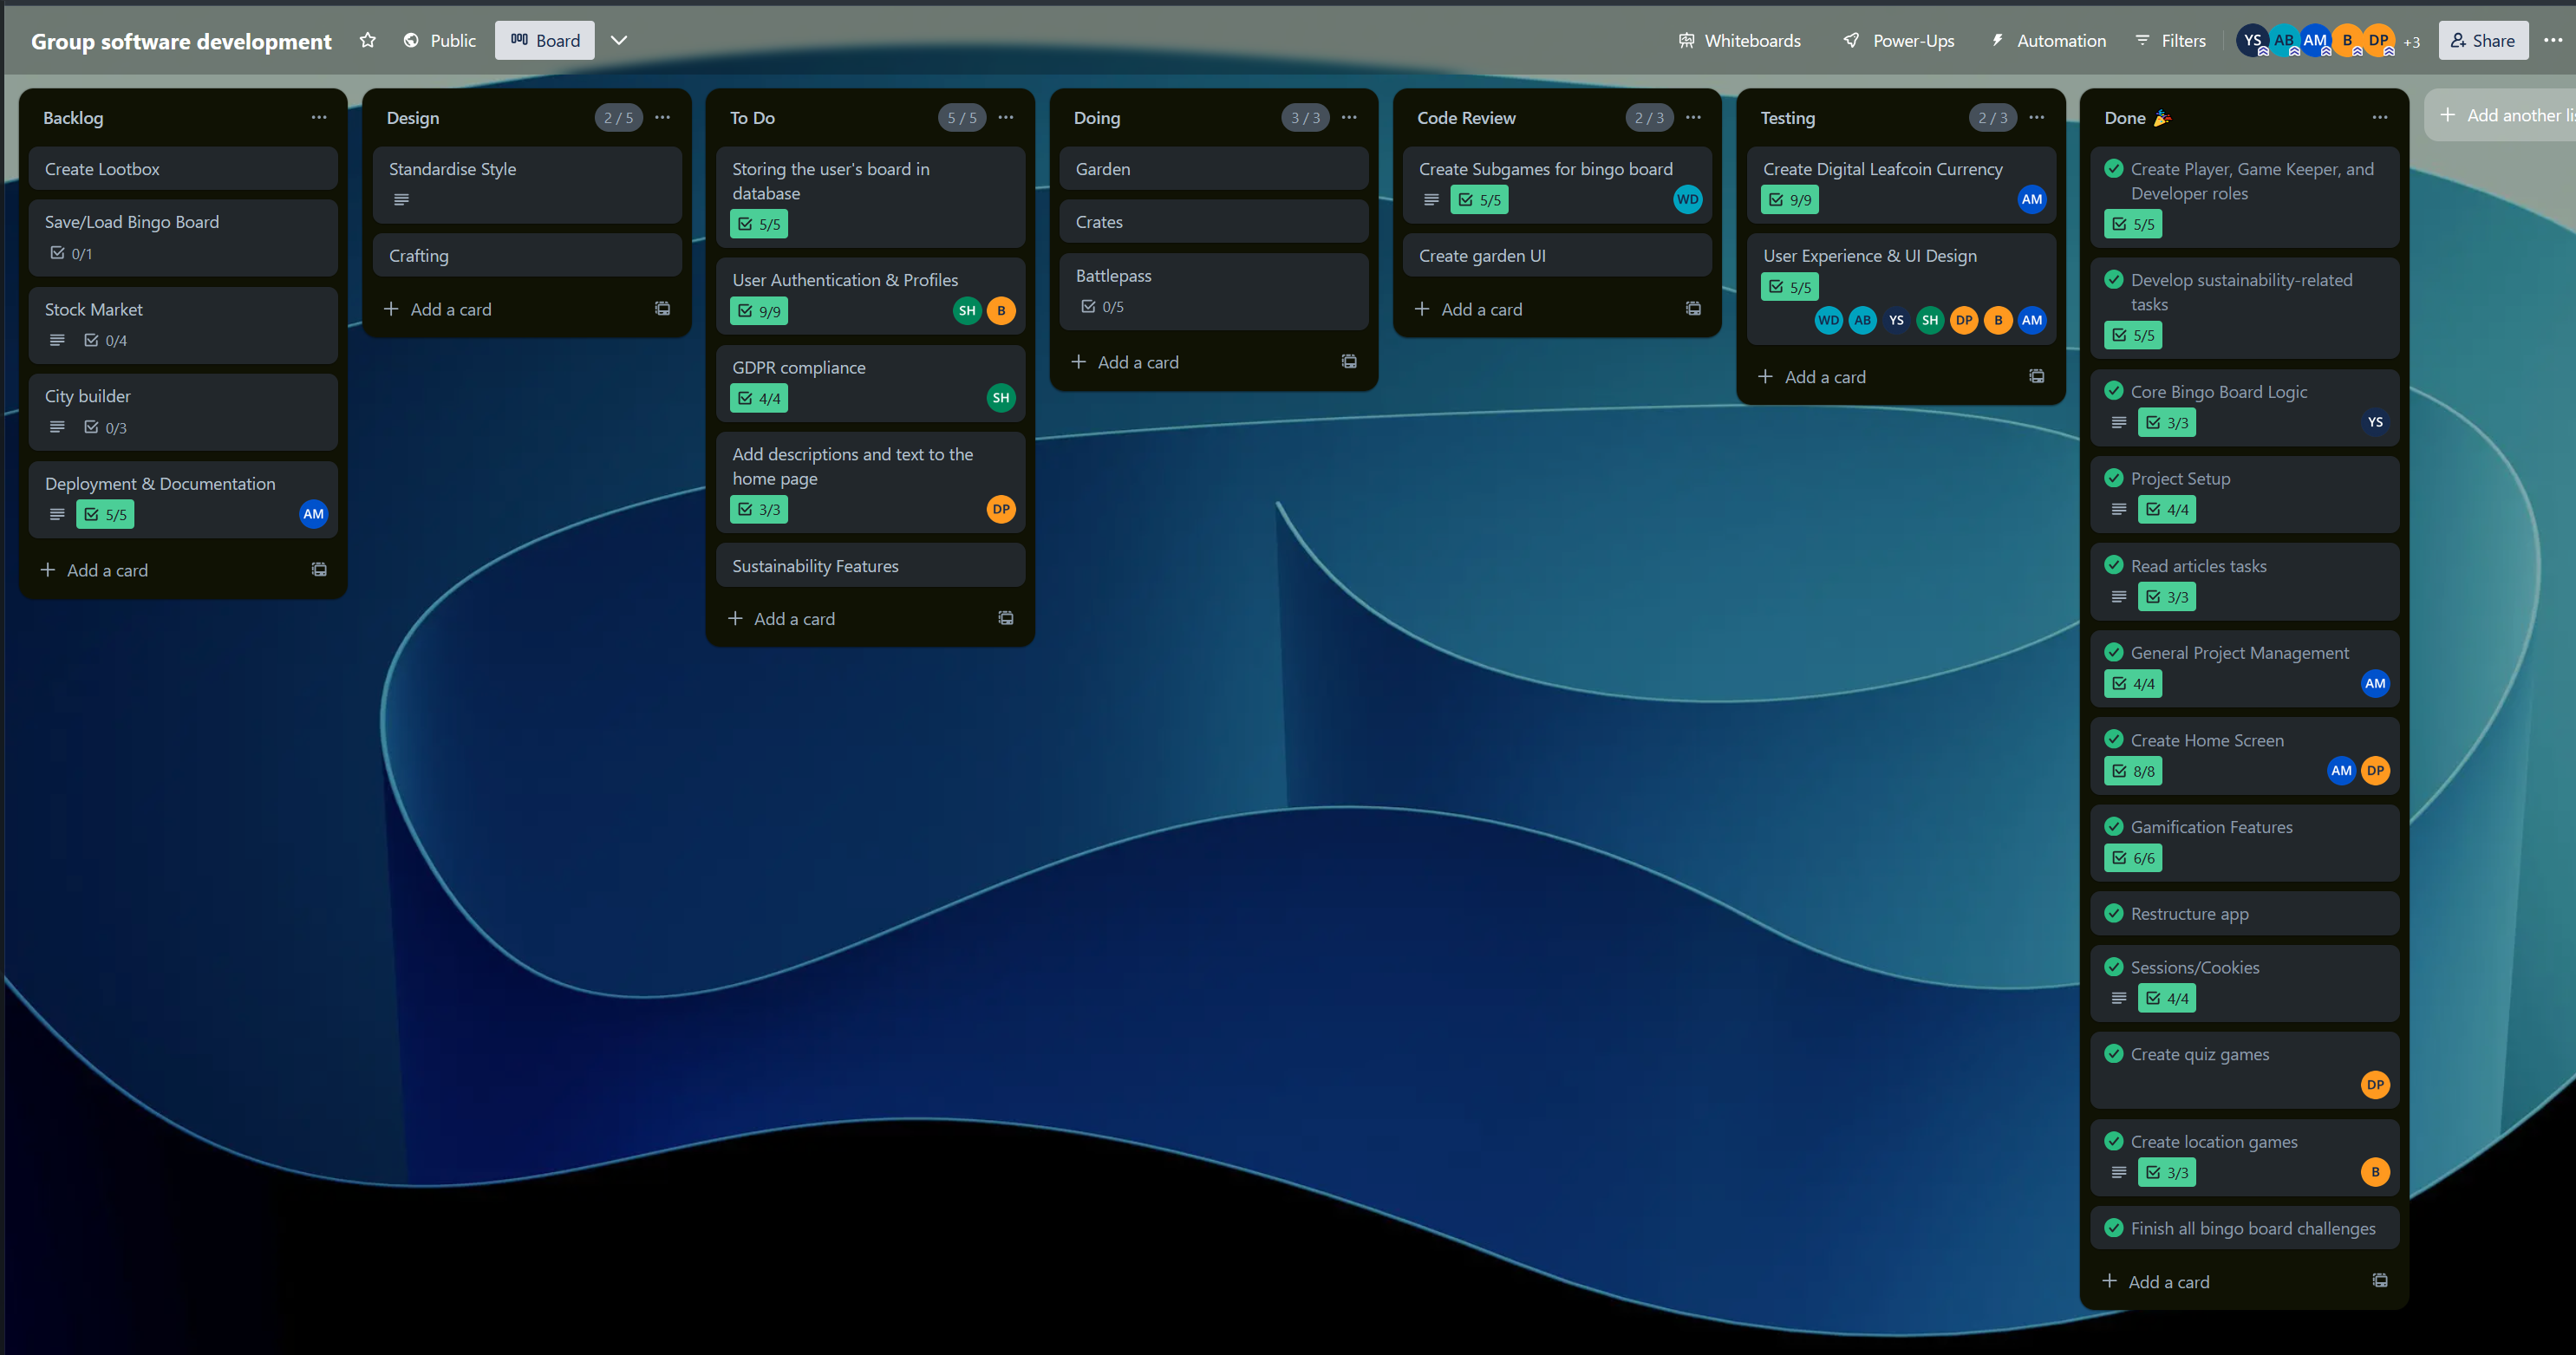 Group software development
Public
Board
Whiteboards
Power-Ups
Automation
Filters
YS
AB
AM
B
DP
+3
Share
Backlog
Create Lootbox
Save/Load Bingo Board
0/1
Stock Market
0/4
City builder
0/3
Deployment & Documentation
5/5
AM
Add a card
Design
2 / 5
Standardise Style
Crafting
Add a card
To Do
5 / 5
Storing the user's board in
database
5/5
User Authentication & Profiles
9/9
SH
B
GDPR compliance
4/4
SH
Add descriptions and text to the
home page
3/3
DP
Sustainability Features
Add a card
Doing
3 / 3
Garden
Crates
Battlepass
0/5
Add a card
Code Review
2 / 3
Create Subgames for bingo board
5/5
WD
Create garden UI
Add a card
Testing
2 / 3
Create Digital Leafcoin Currency
9/9
AM
User Experience & UI Design
5/5
WD
AB
YS
SH
DP
B
AM
Add a card
Done 🎉
Create Player, Game Keeper, and
Developer roles
5/5
Develop sustainability-related
tasks
5/5
Core Bingo Board Logic
3/3
YS
Project Setup
4/4
Read articles tasks
3/3
General Project Management
4/4
AM
Create Home Screen
8/8
AM
DP
Gamification Features
6/6
Restructure app
Sessions/Cookies
4/4
Create quiz games
DP
Create location games
3/3
B
Finish all bingo board challenges
Add a card
Add another li